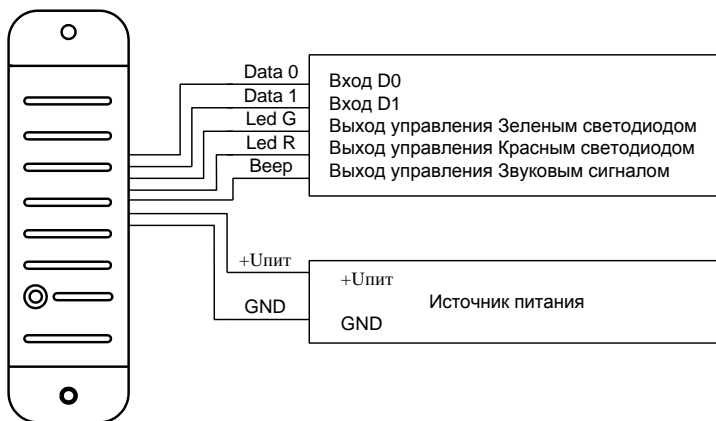 Data 0
Data 1
Led G
Led R
Beep
Вход D0
Вход D1
Выход управления Зеленым светодиодом
Выход управления Красным светодиодом
Выход управления Звуковым сигналом
+Uпит
GND
+Uпит
Источник питания
GND